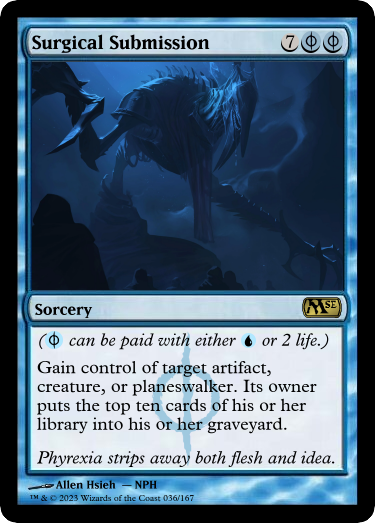 Surgical Submission 7
Sorcery MSE
(Φ can be paid with either 💧 or 2 life.)
Gain control of target artifact,
creature, or planeswalker. Its owner
puts the top ten cards of his or her
library into his or her graveyard.
Phyrexia strips away both flesh and idea.
Allen Hsieh — NPH
™ & © 2023 Wizards of the Coast 036/167